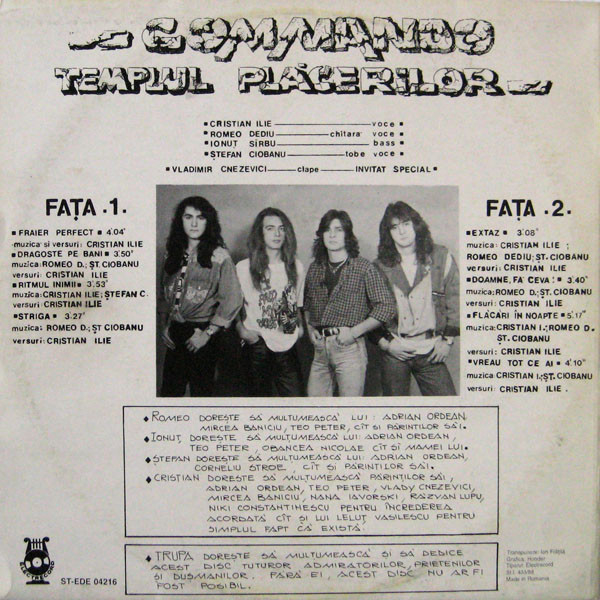 COMMANDO
TEMPLUL PLĂCERILOR
CRISTIAN ILIE voce
ROMEO DEDIU chitara voce
IONUȚ SÎRBU bass
ȘTEFAN CIOBANU tobe voce
VLADIMIR CNEZEVICI clape INVITAT SPECIAL
FAȚA .1.
FRAIER PERFECT 4'04"
muzica si versuri: CRISTIAN ILIE
DRAGOSTE PE BANI 3'.50"
muzica: ROMEO D.; ȘT. CIOBANU
versuri: CRISTIAN ILIE
RITMUL INIMII 3'.53"
muzica: CRISTIAN ILIE; ȘTEFAN C.
versuri CRISTIAN ILIE
STRIGA 3'.27"
muzica: ROMEO D.; ȘT CIOBANU
versuri: CRISTIAN ILIE
FAȚA .2.
EXTAZ 3'08"
muzica: CRISTIAN ILIE;
ROMEO DEDIU; ȘT. CIOBANU
versuri: CRISTIAN ILIE
DOAMNE, FA CEVA! 3'.40"
muzica; ROMEO D.; ȘT. CIOBANU
versuri: CRISTIAN ILIE
FLĂCĂRI ÎN NOAPTE 5'.17"
muzica: CRISTIAN I.; ROMEO D.
ȘT. CIOBANU
versuri: CRISTIAN ILIE
VREAU TOT CE AI 4'10"
muzica CRISTIAN I.; ȘT. CIOBANU
versuri: CRISTIAN ILIE.
ROMEO DOREȘTE SĂ MULȚUMEASCĂ LUI: ADRIAN ORDEAN,
MIRCEA BANICIU, TEO PETER, CÎT ȘI PĂRINȚILOR SĂI.
IONUȚ DOREȘTE SĂ MULȚUMEASCĂ LUI: ADRIAN ORDEAN,
TEO PETER, OBANCEA NICOLAE CÎT ȘI MAMEI LUI.
ȘTEFAN DOREȘTE SĂ MULȚUMEASCĂ LUI: ADRIAN ORDEAN,
CORNELIU STROE, CÎT ȘI PĂRINȚILOR SĂI.
CRISTIAN DOREȘTE SĂ MULȚUMEASCĂ PĂRINȚILOR SĂI,
ADRIAN ORDEAN, TEO PETER, VLADY CNEZEVICI,
MIRCEA BANICIU, NANA IAVORSKI, RĂZVAN LUPU,
NIKI CONSTANTINESCU PENTRU ÎNCREDEREA
ACORDATĂ CÎT ȘI LUI LELUȚ VASILESCU PENTRU
SIMPLUL FAPT CĂ EXISTĂ.
TRUPA DOREȘTE SĂ MULȚUMEASCĂ ȘI SĂ DEDICE
ACEST DISC TUTUROR ADMIRATORILOR, PRIETENILOR
ȘI DUȘMANILOR. FĂRĂ EI, ACEST DISC NU AR FI
FOST POSIBIL.
ELECTRECORD
ST-EDE 04216
Tiparul Electrecord
Made in Romania